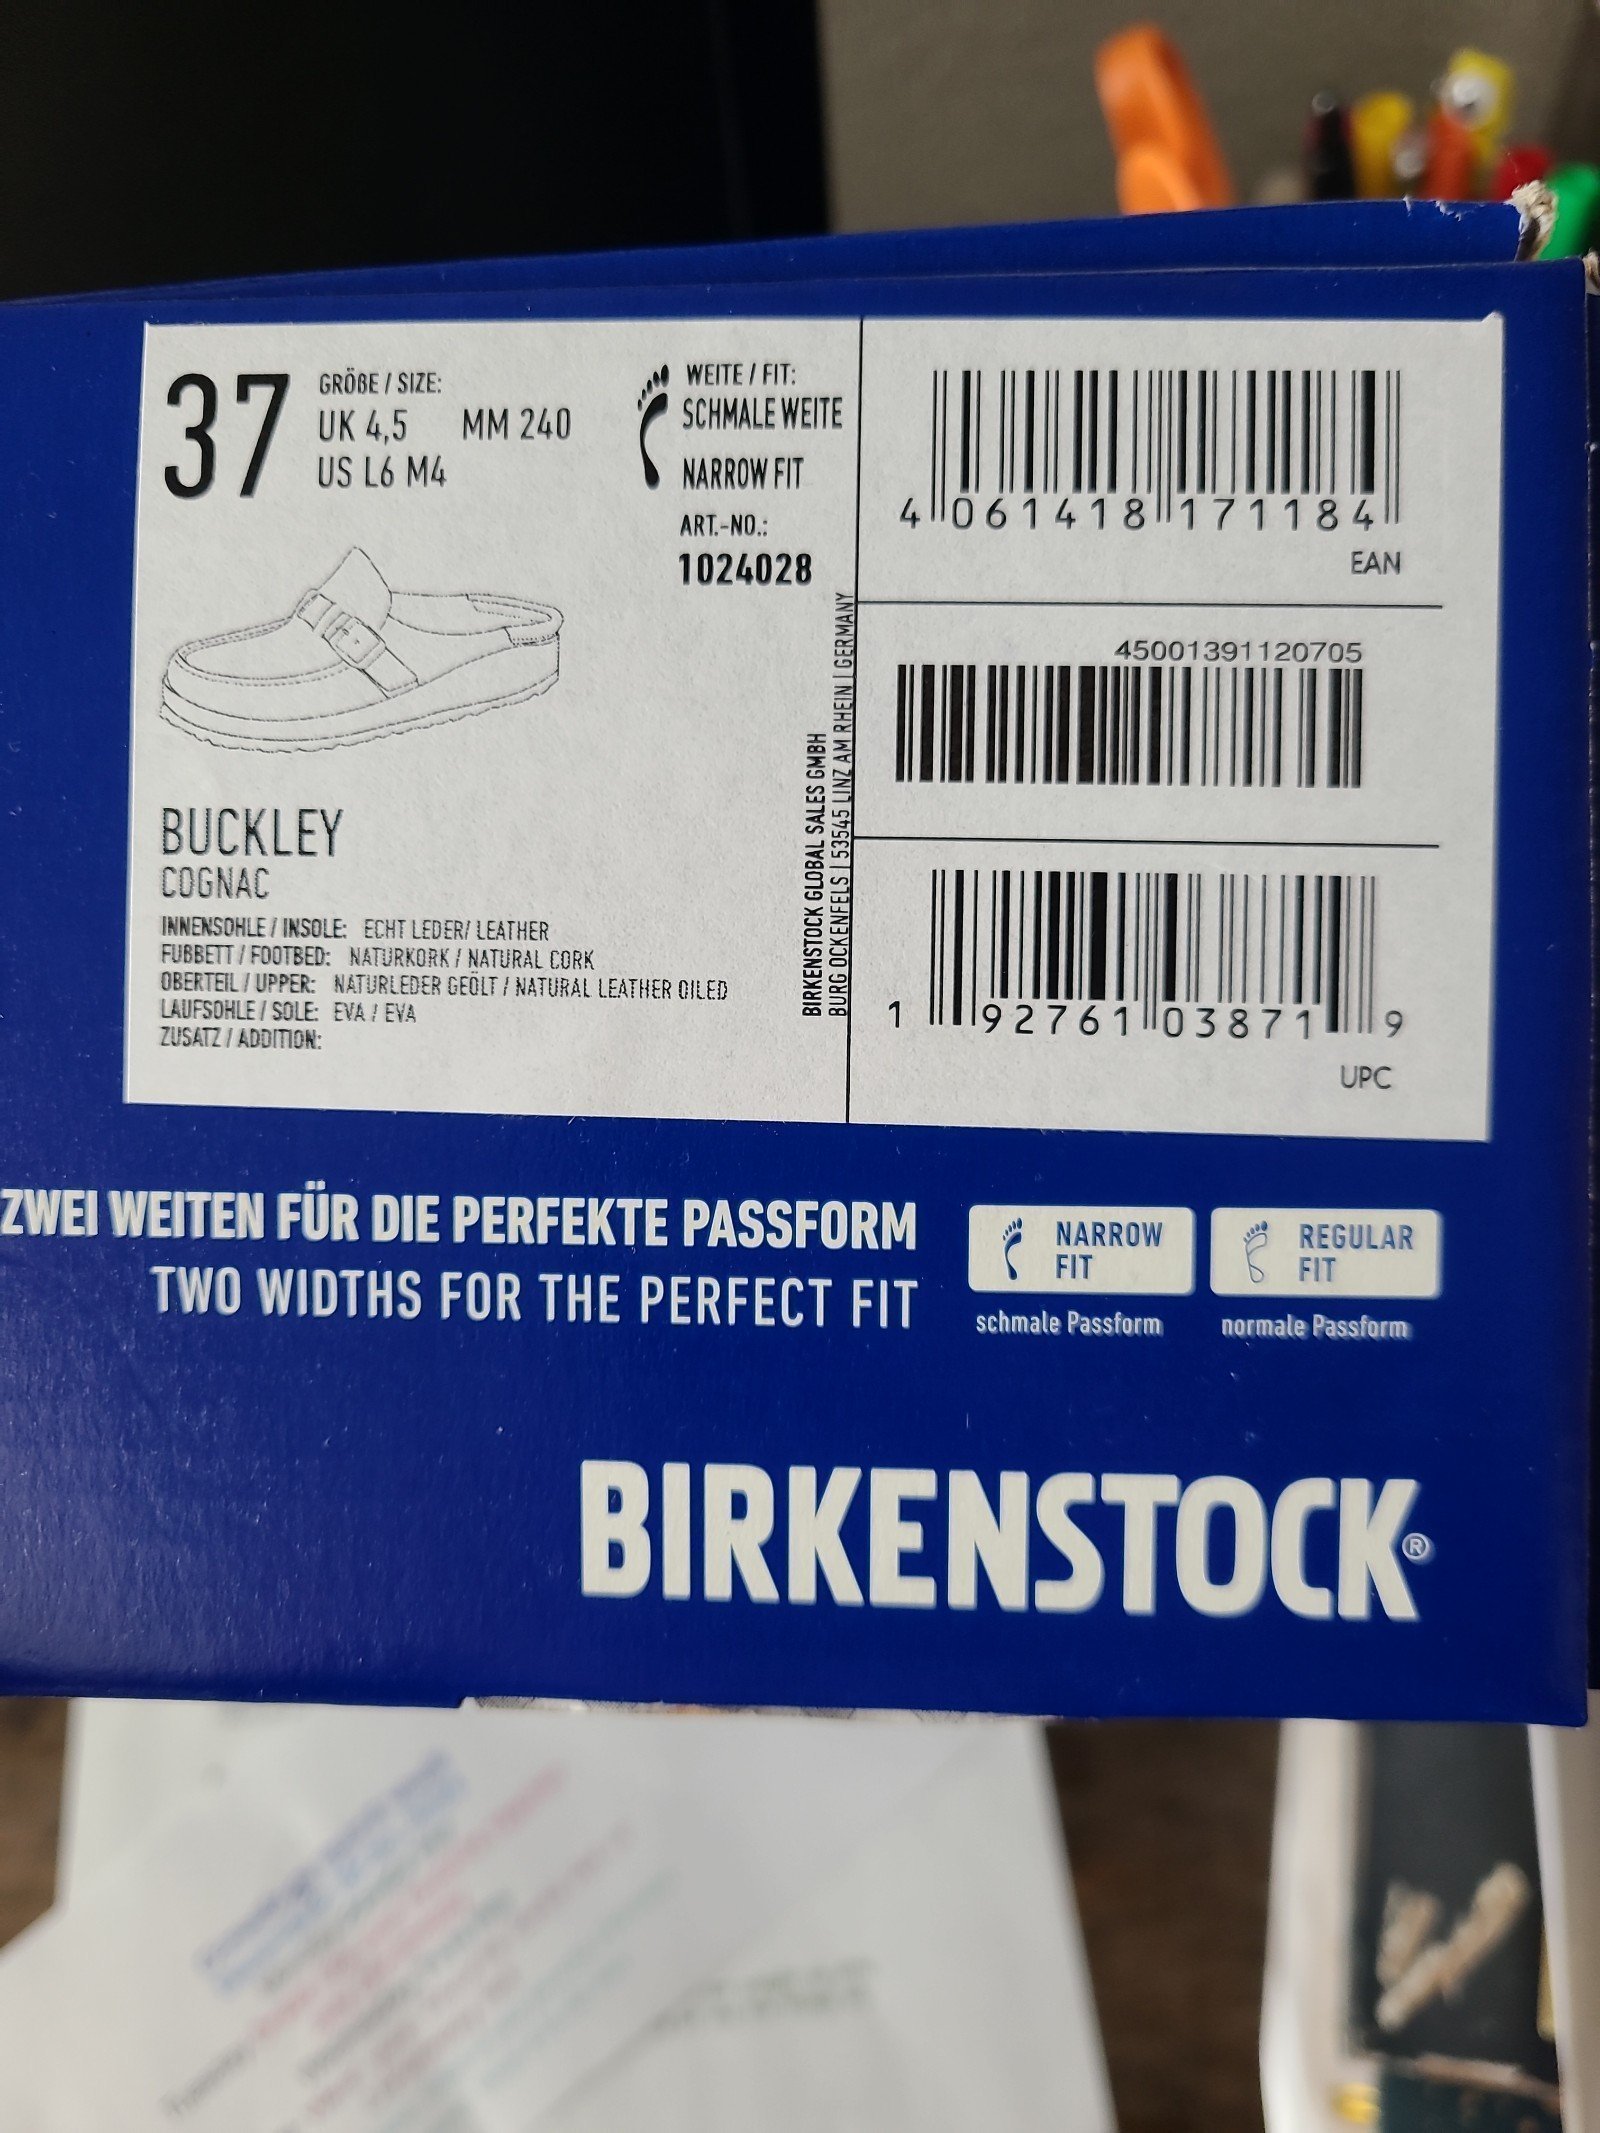 37
GRÖßE / SIZE:
UK 4,5 MM 240
US L6 M4
WEITE / FIT:
SCHMALE WEITE
NARROW FIT
ART.-NO.:
1024028
BUCKLEY
COGNAC
INNENSOHLE / INSOLE: ECHT LEDER/ LEATHER
FUßBETT / FOOTBED: NATURKORK / NATURAL CORK
OBERTEIL / UPPER: NATURLEDER GEÖLT / NATURAL LEATHER OILED
LAUFSOHLE / SOLE: EVA / EVA
ZUSATZ / ADDITION:
BIRKENSTOCK GLOBAL SALES GMBH
BURG OCKENFELS | 53545 LINZ AM RHEIN | GERMANY
4 061418 171184
EAN
45001391120705
1 92761 03871 9
UPC
ZWEI WEITEN FÜR DIE PERFEKTE PASSFORM
TWO WIDTHS FOR THE PERFECT FIT
NARROW
FIT
schmale Passform
REGULAR
FIT
normale Passform
BIRKENSTOCK®